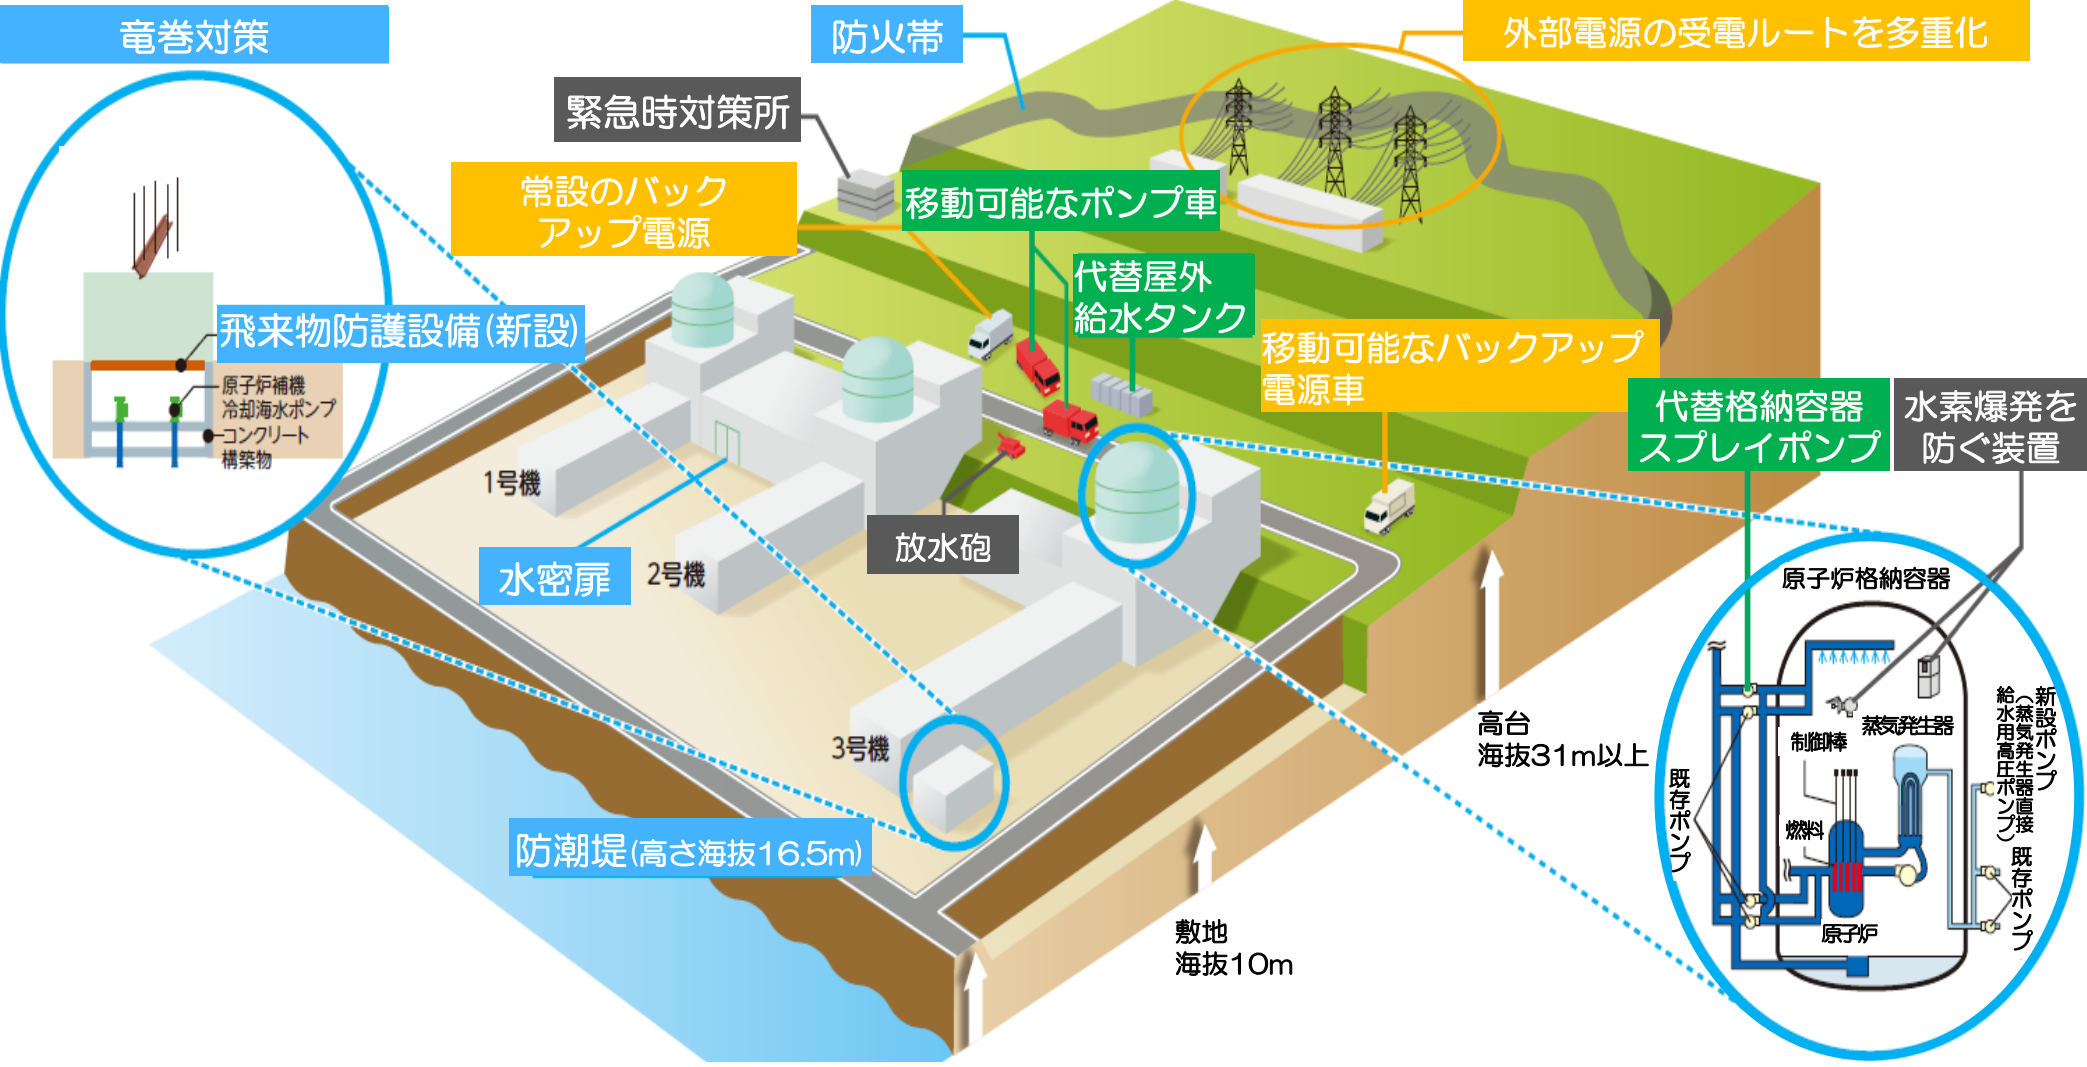 竜巻対策
防火帯
外部電源の受電ルートを多重化
緊急時対策所
常設のバック
アップ電源
移動可能なポンプ車
代替屋外
給水タンク
飛来物防護設備(新設)
移動可能なバックアップ
電源車
原子炉補機
冷却海水ポンプ
コンクリート
構築物
代替格納容器
スプレイポンプ
水素爆発を
防ぐ装置
1号機
放水砲
水密扉
2号機
3号機
防潮堤(高さ海抜16.5m)
高台
海抜31m以上
敷地
海抜10m
原子炉格納容器
蒸気発生器
制御棒
燃料
原子炉
既存ポンプ
新設ポンプ
(蒸気発生器直接
給水用高圧ポンプ)
既存ポンプ